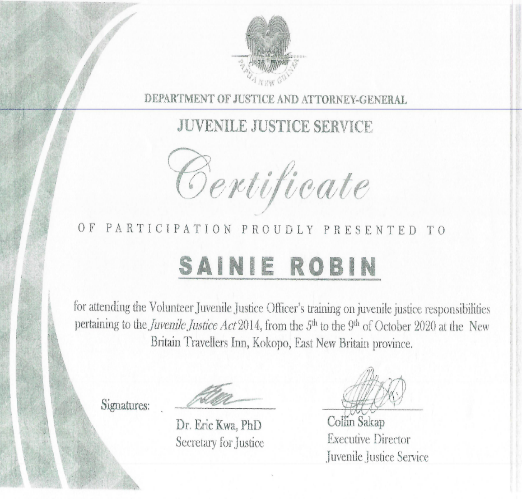 PAPUA NEW GUINEA
DEPARTMENT OF JUSTICE AND ATTORNEY-GENERAL
JUVENILE JUSTICE SERVICE
Certificate
OF PARTICIPATION PROUDLY PRESENTED TO
SAINIE ROBIN
for attending the Volunteer Juvenile Justice Officer's training on juvenile justice responsibilities
pertaining to the Juvenile Justice Act 2014, from the 5th to the 9th of October 2020 at the New
Britain Travellers Inn, Kokopo, East New Britain province.
Signatures:
Dr. Eric Kwa, PhD
Secretary for Justice
Collin Sakap
Executive Director
Juvenile Justice Service